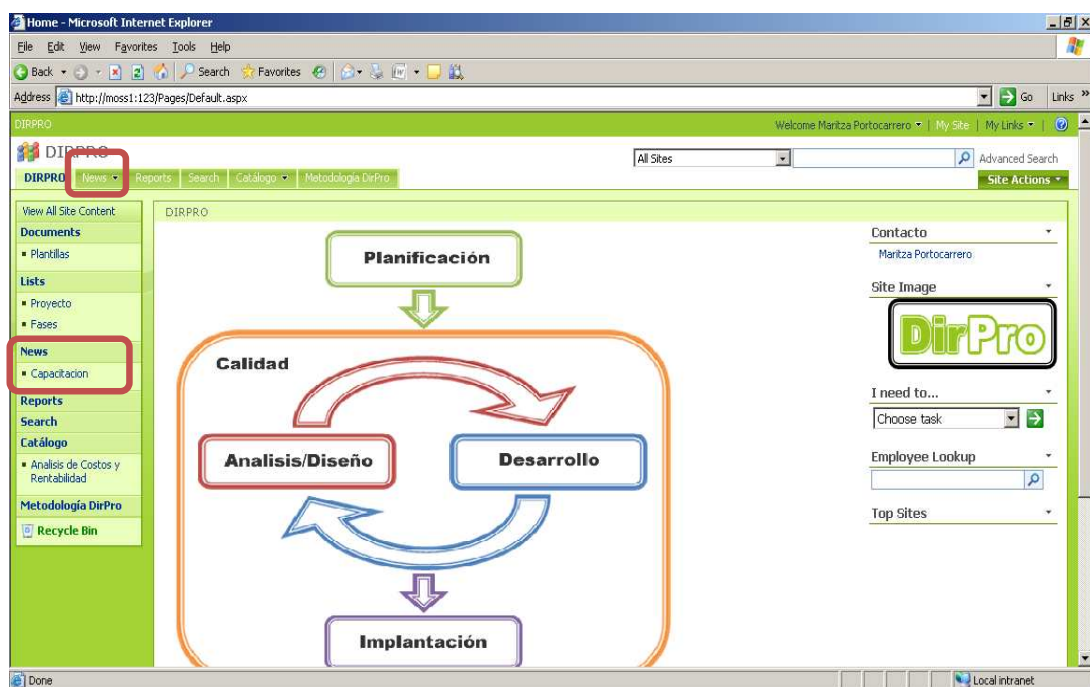 Home - Microsoft Internet Explorer
File Edit View Favorites Tools Help
Back Search Favorites
Address http://moss1:123/Pages/Default.aspx Go Links »
DIRPRO Welcome Maritza Portocarrero | My Site | My Links |
DIRPRO All Sites Advanced Search
DIRPRO News Reports Search Catálogo Metodología DirPro Site Actions
View All Site Content
Documents
Plantillas
Lists
Proyecto
Fases
News
Capacitacion
Reports
Search
Catálogo
Analisis de Costos y
Rentabilidad
Metodología DirPro
Recycle Bin
DIRPRO
Planificación
Calidad
Analisis/Diseño
Desarrollo
Implantación
Contacto
Maritza Portocarrero
Site Image
DirPro
I need to...
Choose task
Employee Lookup
Top Sites
Done Local intranet